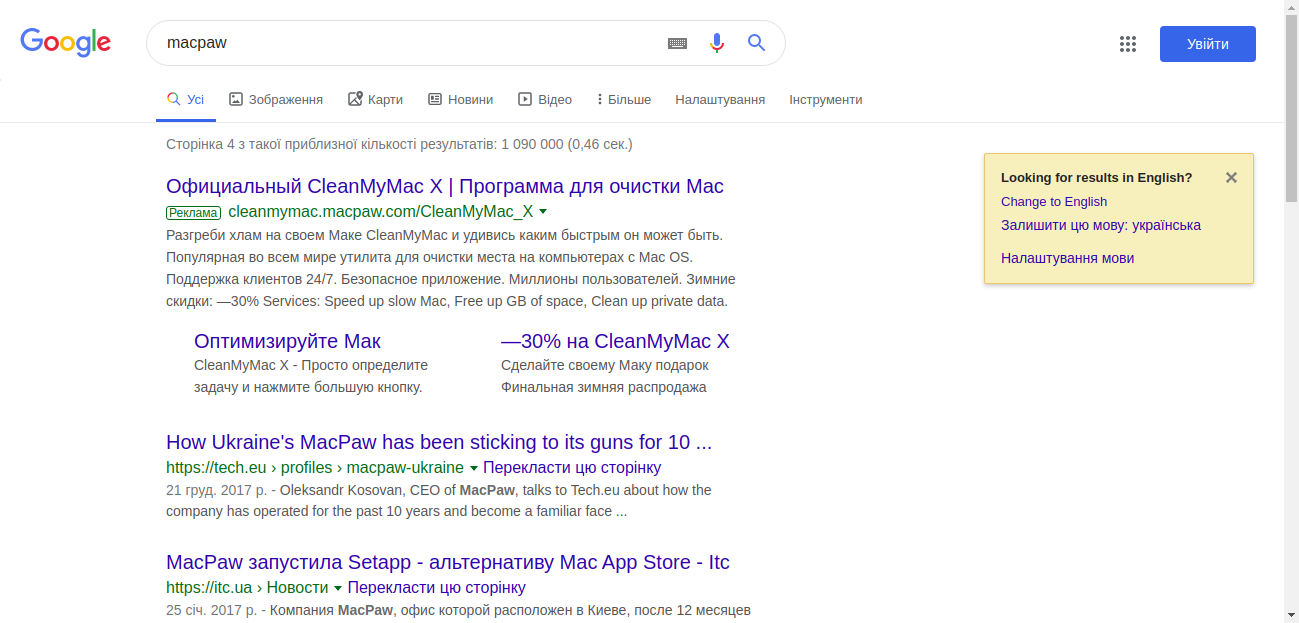 Google
macpaw
Увійти
Усі
Зображення
Карти
Новини
Відео
Більше
Налаштування
Інструменти
Сторінка 4 з такої приблизної кількості результатів: 1 090 000 (0,46 сек.)
Looking for results in English?
Change to English
Залишити цю мову: українська
Налаштування мови
Официальный CleanMyMac X | Программа для очистки Mac
Реклама cleanmymac.macpaw.com/CleanMyMac_X
Разгреби хлам на своем Маке CleanMyMac и удивись каким быстрым он может быть.
Популярная во всем мире утилита для очистки места на компьютерах с Mac OS.
Поддержка клиентов 24/7. Безопасное приложение. Миллионы пользователей. Зимние
скидки: —30% Services: Speed up slow Mac, Free up GB of space, Clean up private data.
Оптимизируйте Мак
CleanMyMac X - Просто определите
задачу и нажмите большую кнопку.
—30% на CleanMyMac X
Сделайте своему Маку подарок
Финальная зимняя распродажа
How Ukraine's MacPaw has been sticking to its guns for 10 ...
https://tech.eu › profiles › macpaw-ukraine Перекласти цю сторінку
21 груд. 2017 р. - Oleksandr Kosovan, CEO of MacPaw, talks to Tech.eu about how the
company has operated for the past 10 years and become a familiar face ...
MacPaw запустила Setapp - альтернативу Mac App Store - Itc
https://itc.ua › Новости Перекласти цю сторінку
25 січ. 2017 р. - Компания MacPaw, офис которой расположен в Киеве, после 12 месяцев